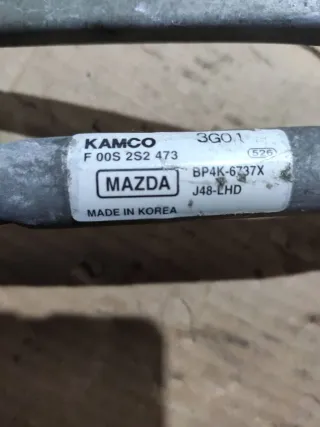 KAMCO 3G0.1
F 00S 2S2 473 526
MAZDA BP4K-6737X
J48-LHD
MADE IN KOREA